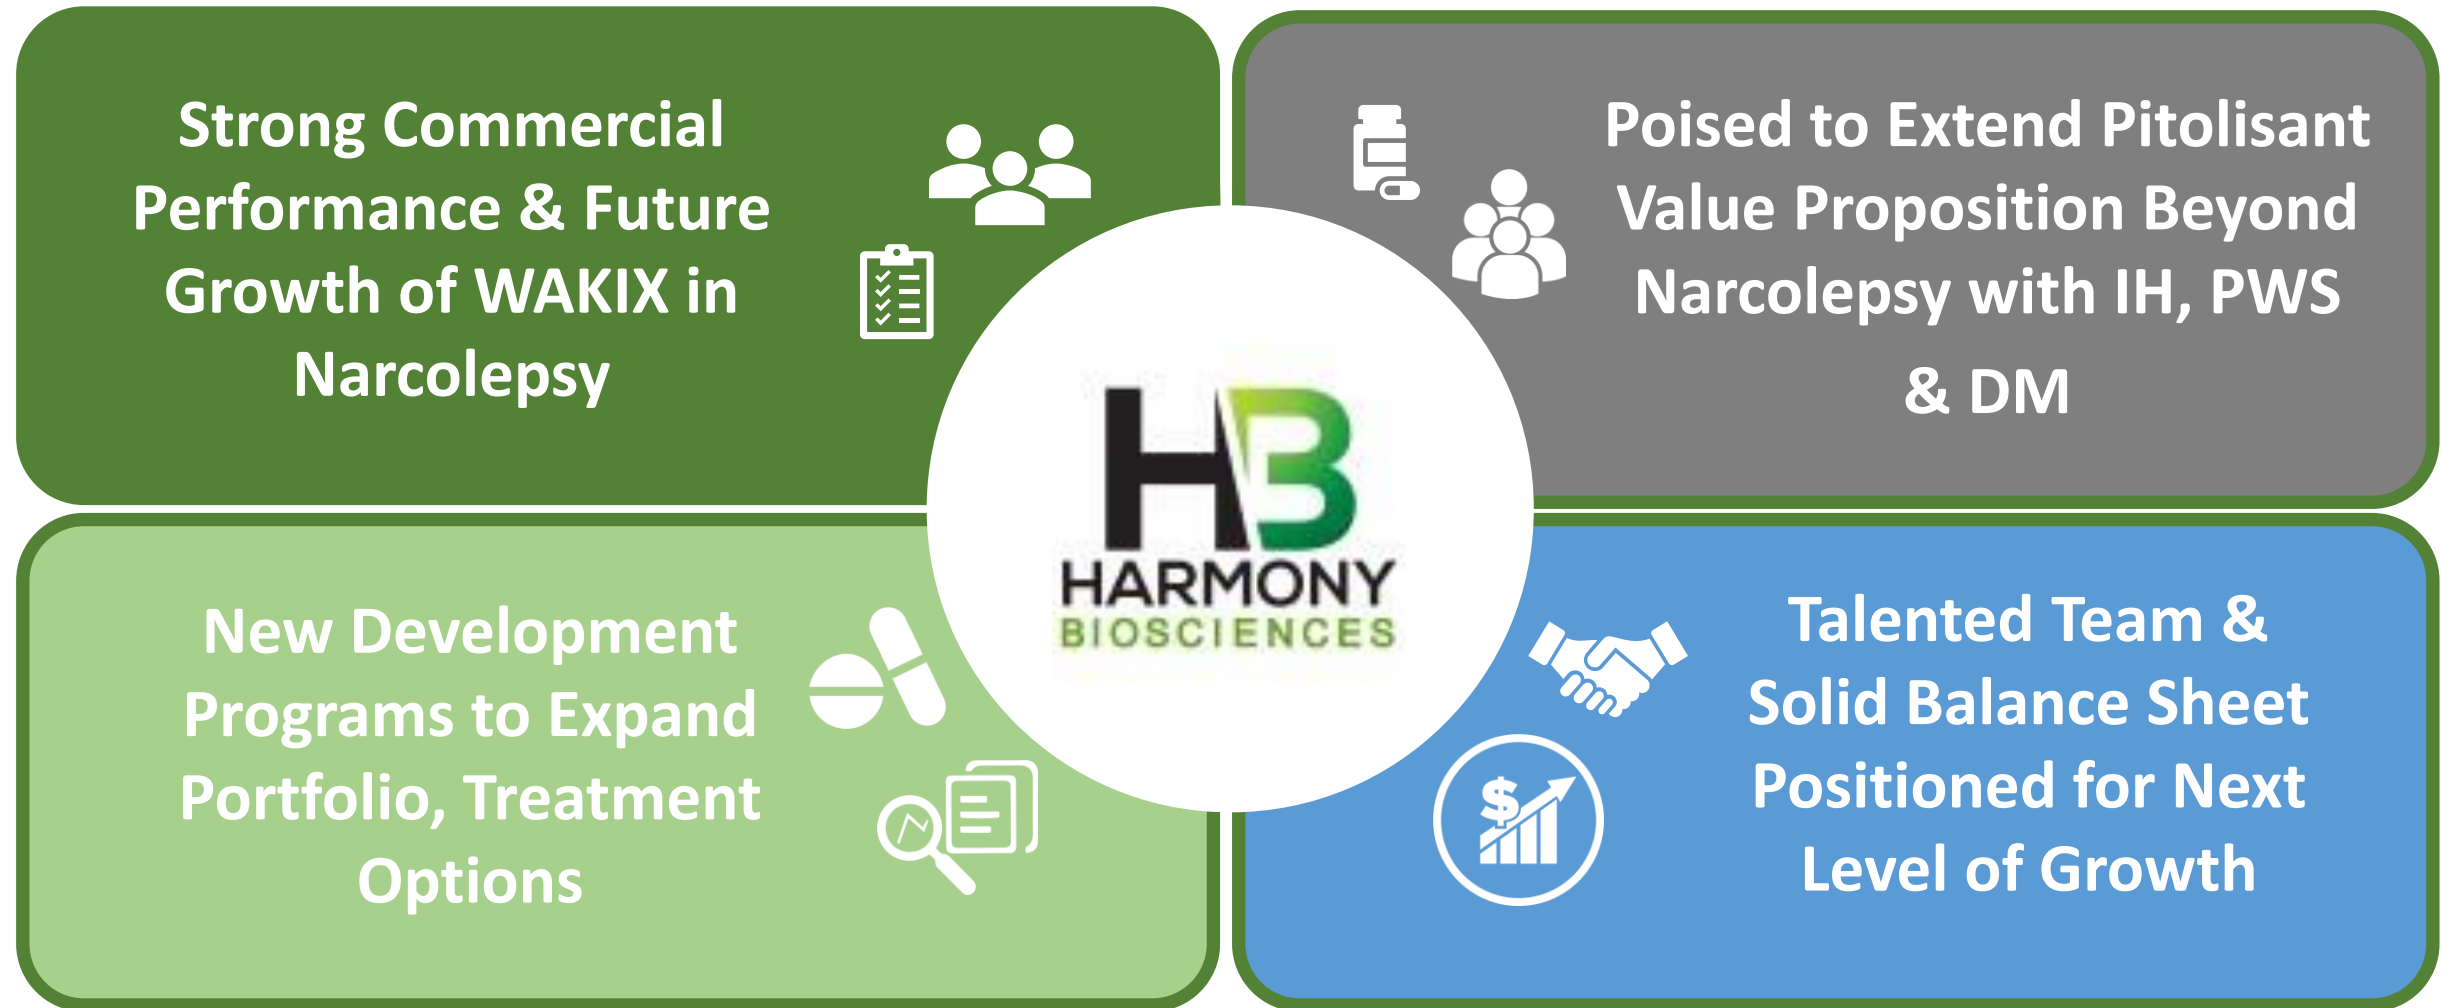 Strong Commercial
Performance & Future
Growth of WAKIX in
Narcolepsy
Poised to Extend Pitolisant
Value Proposition Beyond
Narcolepsy with IH, PWS
& DM
HB
HARMONY
BIOSCIENCES
New Development
Programs to Expand
Portfolio, Treatment
Options
Talented Team &
Solid Balance Sheet
Positioned for Next
Level of Growth
$